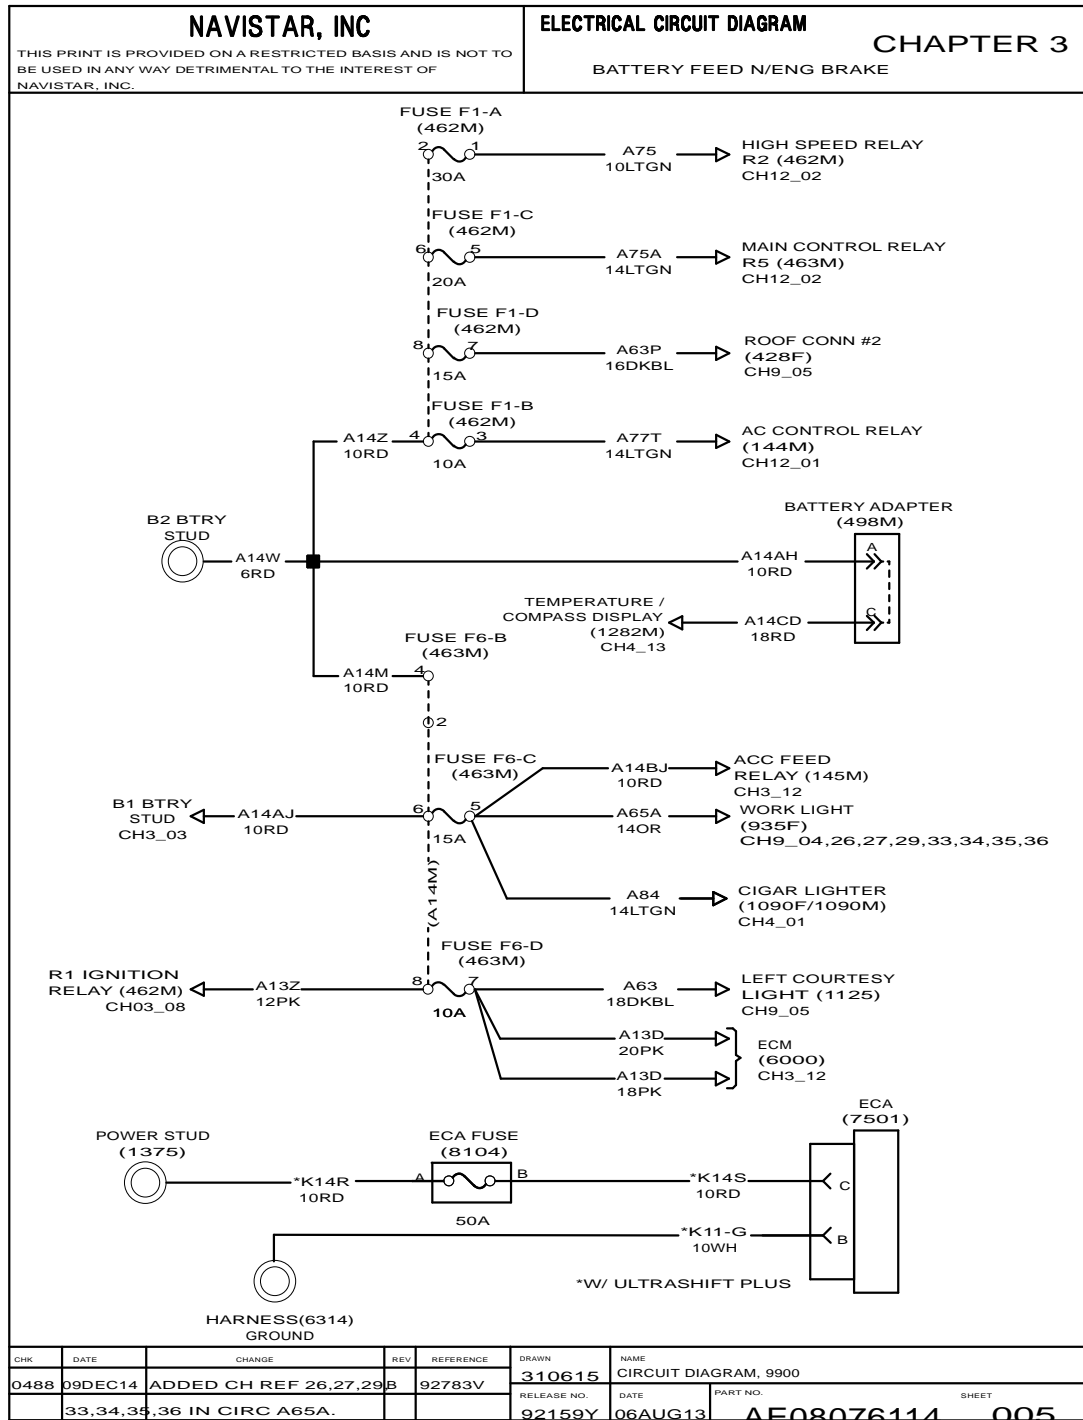 NAVISTAR, INC
THIS PRINT IS PROVIDED ON A RESTRICTED BASIS AND IS NOT TO
BE USED IN ANY WAY DETRIMENTAL TO THE INTEREST OF
NAVISTAR, INC.
ELECTRICAL CIRCUIT DIAGRAM
CHAPTER 3
BATTERY FEED N/ENG BRAKE
FUSE F1-A
(462M)
2 1
30A
A75
10LTGN
HIGH SPEED RELAY
R2 (462M)
CH12_02
FUSE F1-C
(462M)
6 5
20A
A75A
14LTGN
MAIN CONTROL RELAY
R5 (463M)
CH12_02
FUSE F1-D
(462M)
8 7
15A
A63P
16DKBL
ROOF CONN #2
(428F)
CH9_05
FUSE F1-B
(462M)
A14Z
10RD
4 3
10A
A77T
14LTGN
AC CONTROL RELAY
(144M)
CH12_01
B2 BTRY
STUD
A14W
6RD
BATTERY ADAPTER
(498M)
A14AH
10RD
A
TEMPERATURE /
COMPASS DISPLAY
(1282M)
CH4_13
A14CD
18RD
C
FUSE F6-B
(463M)
A14M
10RD
4
2
FUSE F6-C
(463M)
B1 BTRY
STUD
CH3_03
A14AJ
10RD
6 5
15A
A14BJ
10RD
ACC FEED
RELAY (145M)
CH3_12
A65A
14OR
WORK LIGHT
(935F)
CH9_04,26,27,29,33,34,35,36
(A14M)
A84
14LTGN
CIGAR LIGHTER
(1090F/1090M)
CH4_01
FUSE F6-D
(463M)
R1 IGNITION
RELAY (462M)
CH03_08
A13Z
12PK
8 7
10A
A63
18DKBL
LEFT COURTESY
LIGHT (1125)
CH9_05
A13D
20PK
A13D
18PK
ECM
(6000)
CH3_12
ECA
(7501)
POWER STUD
(1375)
*K14R
10RD
ECA FUSE
(8104)
A B
50A
*K14S
10RD
C
*K11-G
10WH
B
*W/ ULTRASHIFT PLUS
HARNESS(6314)
GROUND
CHK DATE CHANGE REV REFERENCE
0488 09DEC14 ADDED CH REF 26,27,29, B 92783V
33,34,35,36 IN CIRC A65A.
DRAWN
310615
NAME
CIRCUIT DIAGRAM, 9900
RELEASE NO.
92159Y
DATE
06AUG13
PART NO.
AE08076114
SHEET
005